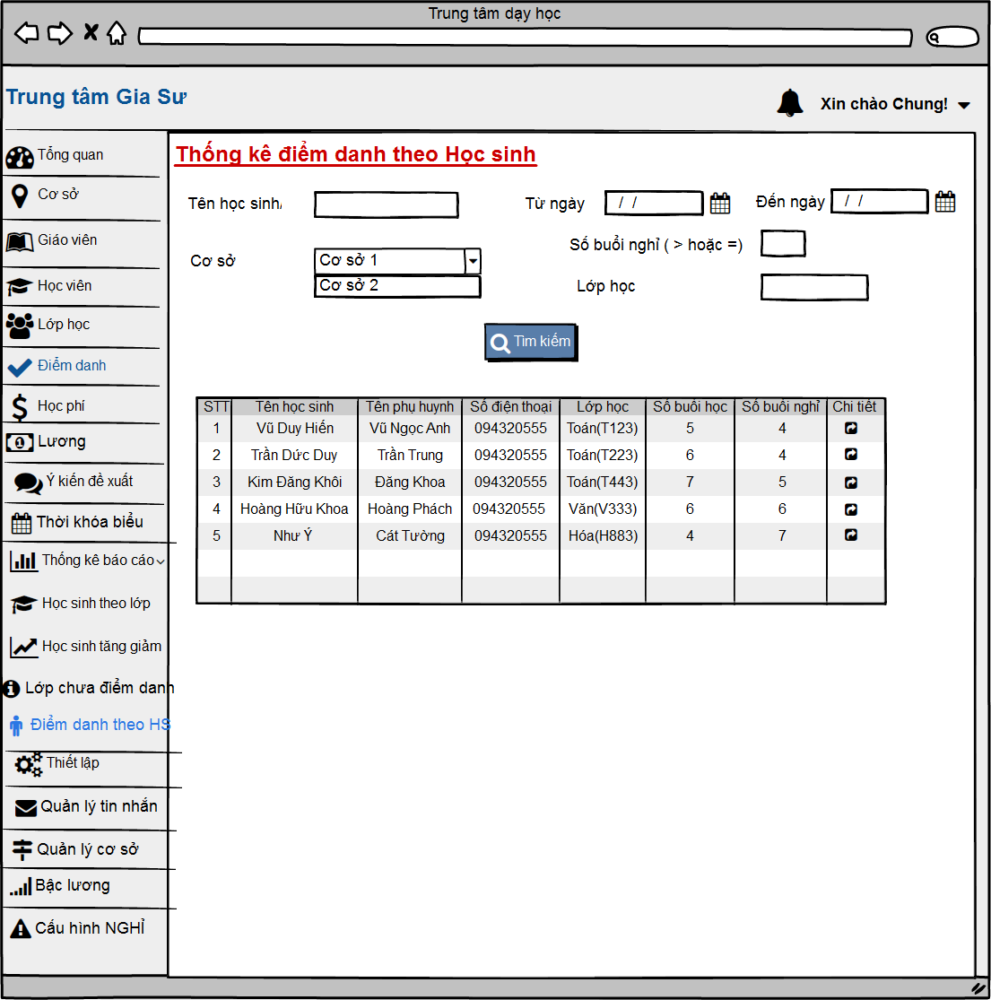 Trung tâm dạy học
Trung tâm Gia Sư
Xin chào Chung!
Tổng quan
Cơ sở
Giáo viên
Học viên
Lớp học
Điểm danh
Học phí
Lương
Ý kiến đề xuất
Thời khóa biểu
Thống kê báo cáo
Học sinh theo lớp
Học sinh tăng giảm
Lớp chưa điểm danh
Điểm danh theo HS
Thiết lập
Quản lý tin nhắn
Quản lý cơ sở
Bậc lương
Cấu hình NGHỈ
Thống kê điểm danh theo Học sinh
Tên học sinh/
Từ ngày / /
Đến ngày / /
Số buổi nghỉ ( > hoặc =)
Cơ sở
Cơ sở 1
Cơ sở 2
Lớp học
Tìm kiếm
STT Tên học sinh Tên phụ huynh Số điện thoại Lớp học Số buổi học Số buổi nghỉ Chi tiết
1 Vũ Duy Hiến Vũ Ngọc Anh 094320555 Toán(T123) 5 4
2 Trần Dức Duy Trần Trung 094320555 Toán(T223) 6 4
3 Kim Đăng Khôi Đăng Khoa 094320555 Toán(T443) 7 5
4 Hoàng Hữu Khoa Hoàng Phách 094320555 Văn(V333) 6 6
5 Như Ý Cát Tường 094320555 Hóa(H883) 4 7